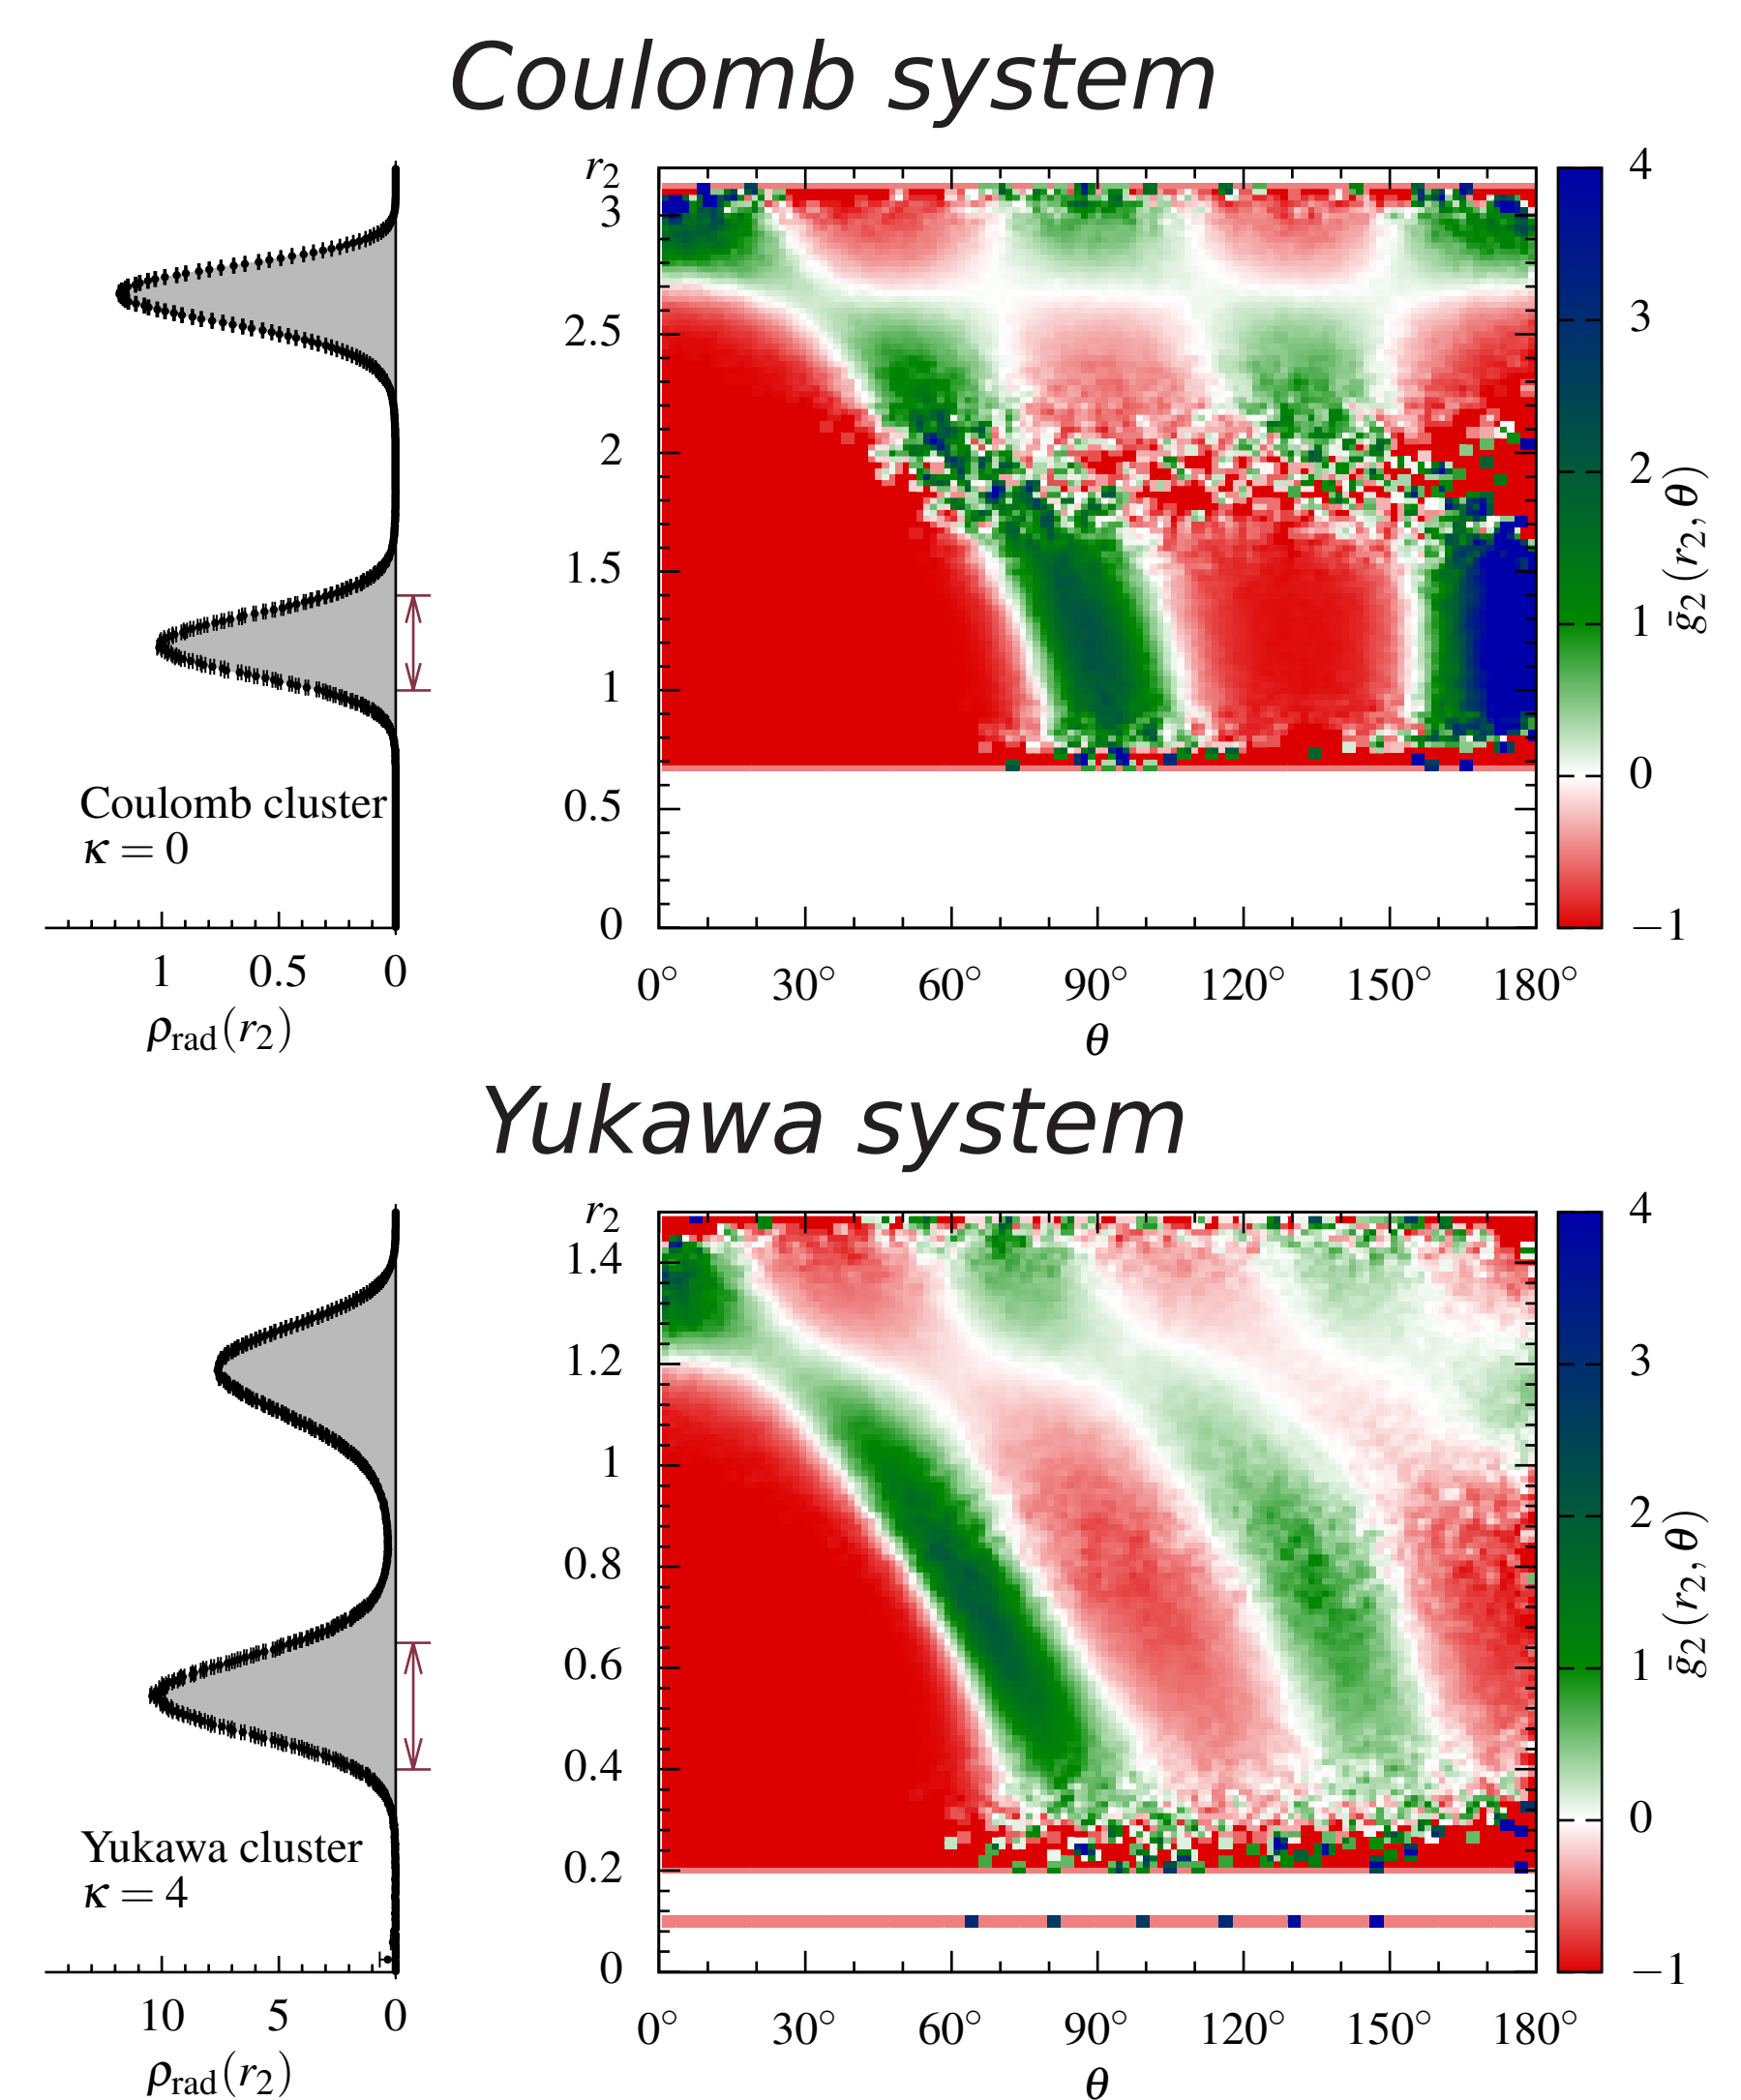 Coulomb system
r₂
3
2.5
2
1.5
1
0.5
0
Coulomb cluster
κ = 0
1 0.5 0
ρrad(r₂)
0° 30° 60° 90° 120° 150° 180°
θ
4
3
2
1
0
−1
ḡ₂ (r₂, θ)
Yukawa system
r₂
1.4
1.2
1
0.8
0.6
0.4
0.2
0
Yukawa cluster
κ = 4
10 5 0
ρrad(r₂)
0° 30° 60° 90° 120° 150° 180°
θ
4
3
2
1
0
−1
ḡ₂ (r₂, θ)